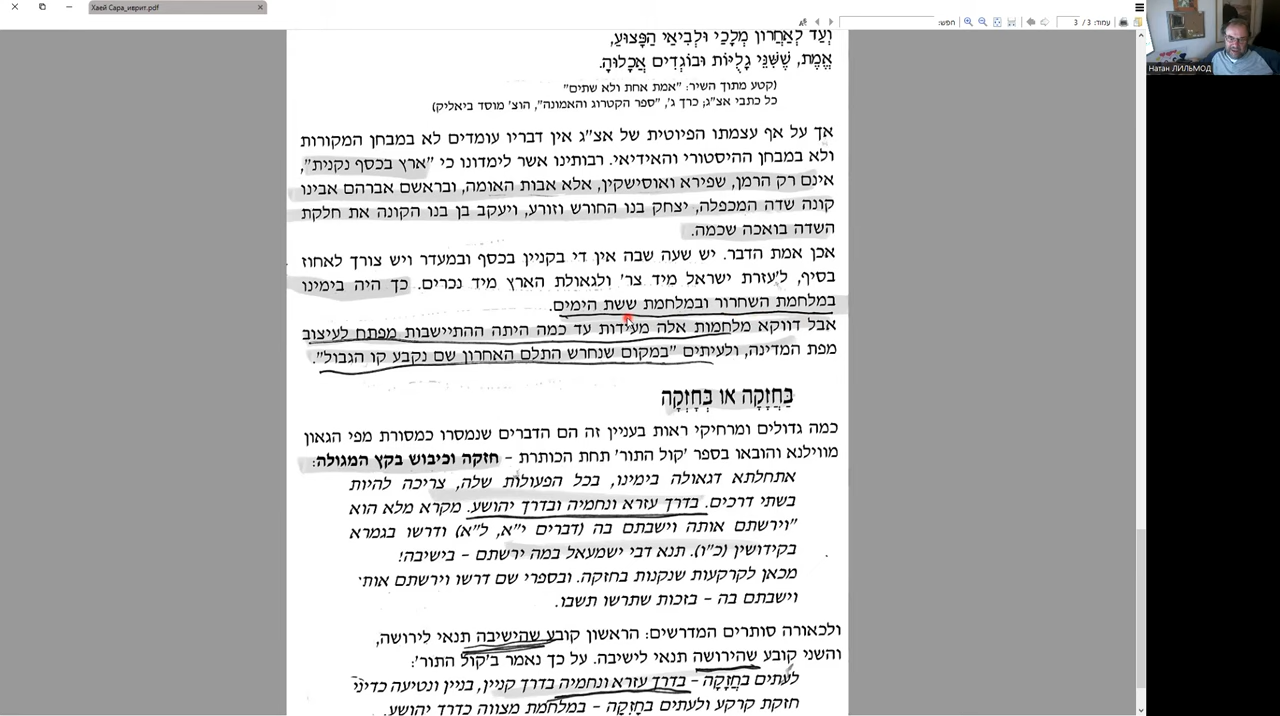 Хаей Сара_иврит.pdf
חפש:
עמוד: 3 / 3
Натан ЛИЛЬМОД
וְעַד לְאַחֲרוֹן מְלָכַי וּלְבִיאַי הַפָּצוּעַ,
אֱמֶת, שֶׁשִּׁנֵּי גָלֻיּוֹת וּבוֹגְדִים אֲכָלוּהָ.
(קטע מתוך השיר: "אמת אחת ולא שתים"
כל כתבי אצ"ג; כרך ג', "ספר הקטרוג והאמונה", הוצ' מוסד ביאליק)
אך על אף עצמתו הפיוטית של אצ"ג אין דבריו עומדים לא במבחן המקורות
ולא במבחן ההיסטורי והאידיאי. רבותינו אשר לימדונו כי "ארץ בכסף נקנית",
אינם רק הרמן, שפירא ואוסישקין, אלא אבות האומה, ובראשם אברהם אבינו
קונה שדה המכפלה, יצחק בנו החורש וזורע, ויעקב בן בנו הקונה את חלקת
השדה בואכה שכמה.
אכן אמת הדבר. יש שעה שבה אין די בקנין בכסף ובמעדר ויש צורך לאחוז
בסיף, ל'עזרת ישראל מיד צר' ולגאולת הארץ מיד נכרים. כך היה בימינו
במלחמת השחרור ובמלחמת ששת הימים.
אבל דווקא מלחמות אלה מעידות עד כמה היתה ההתיישבות מפתח לעיצוב
מפת המדינה, ולעיתים "במקום שנחרש התלם האחרון שם נקבע קו הגבול".
בַּחֲזָקָה או בְּחָזְקָה
כמה גדולים ומרחיקי ראות בעניין זה הם הדברים שנמסרו כמסורת מפי הגאון
מווילנא והובאו בספר "קול התור" תחת הכותרת – חזקה וכיבוש בקץ המגולה:
אתחלתא דגאולה בימינו, בכל הפעולות שלה, צריכה להיות
בשתי דרכים. בדרך עזרא ונחמיה ובדרך יהושע. מקרא מלא הוא
"וירשתם אותה וישבתם בה (דברים י"א, ל"א) ודרשו בגמרא
בקידושין (כ"ו). תנא דבי ישמעאל במה ירשתם – בישיבה!
מכאן לקרקעות שנקנות בחזקה. ובספרי שם דרשו וירשתם אות'
וישבתם בה – בזכות שתרשו תשבו.
ולכאורה סותרים המדרשים: הראשון קובע שהישיבה תנאי לירושה,
והשני קובע שהירושה תנאי לישיבה. על כך נאמר ב'קול התור':
לעתים בַּחֲזָקָה – בדרך עזרא ונחמיה בדרך קניין, בניין ונטיעה כדיני
חזקת קרקע ולעתים בְּחָזְקָה – במלחמת מצווה כדרך יהושע.